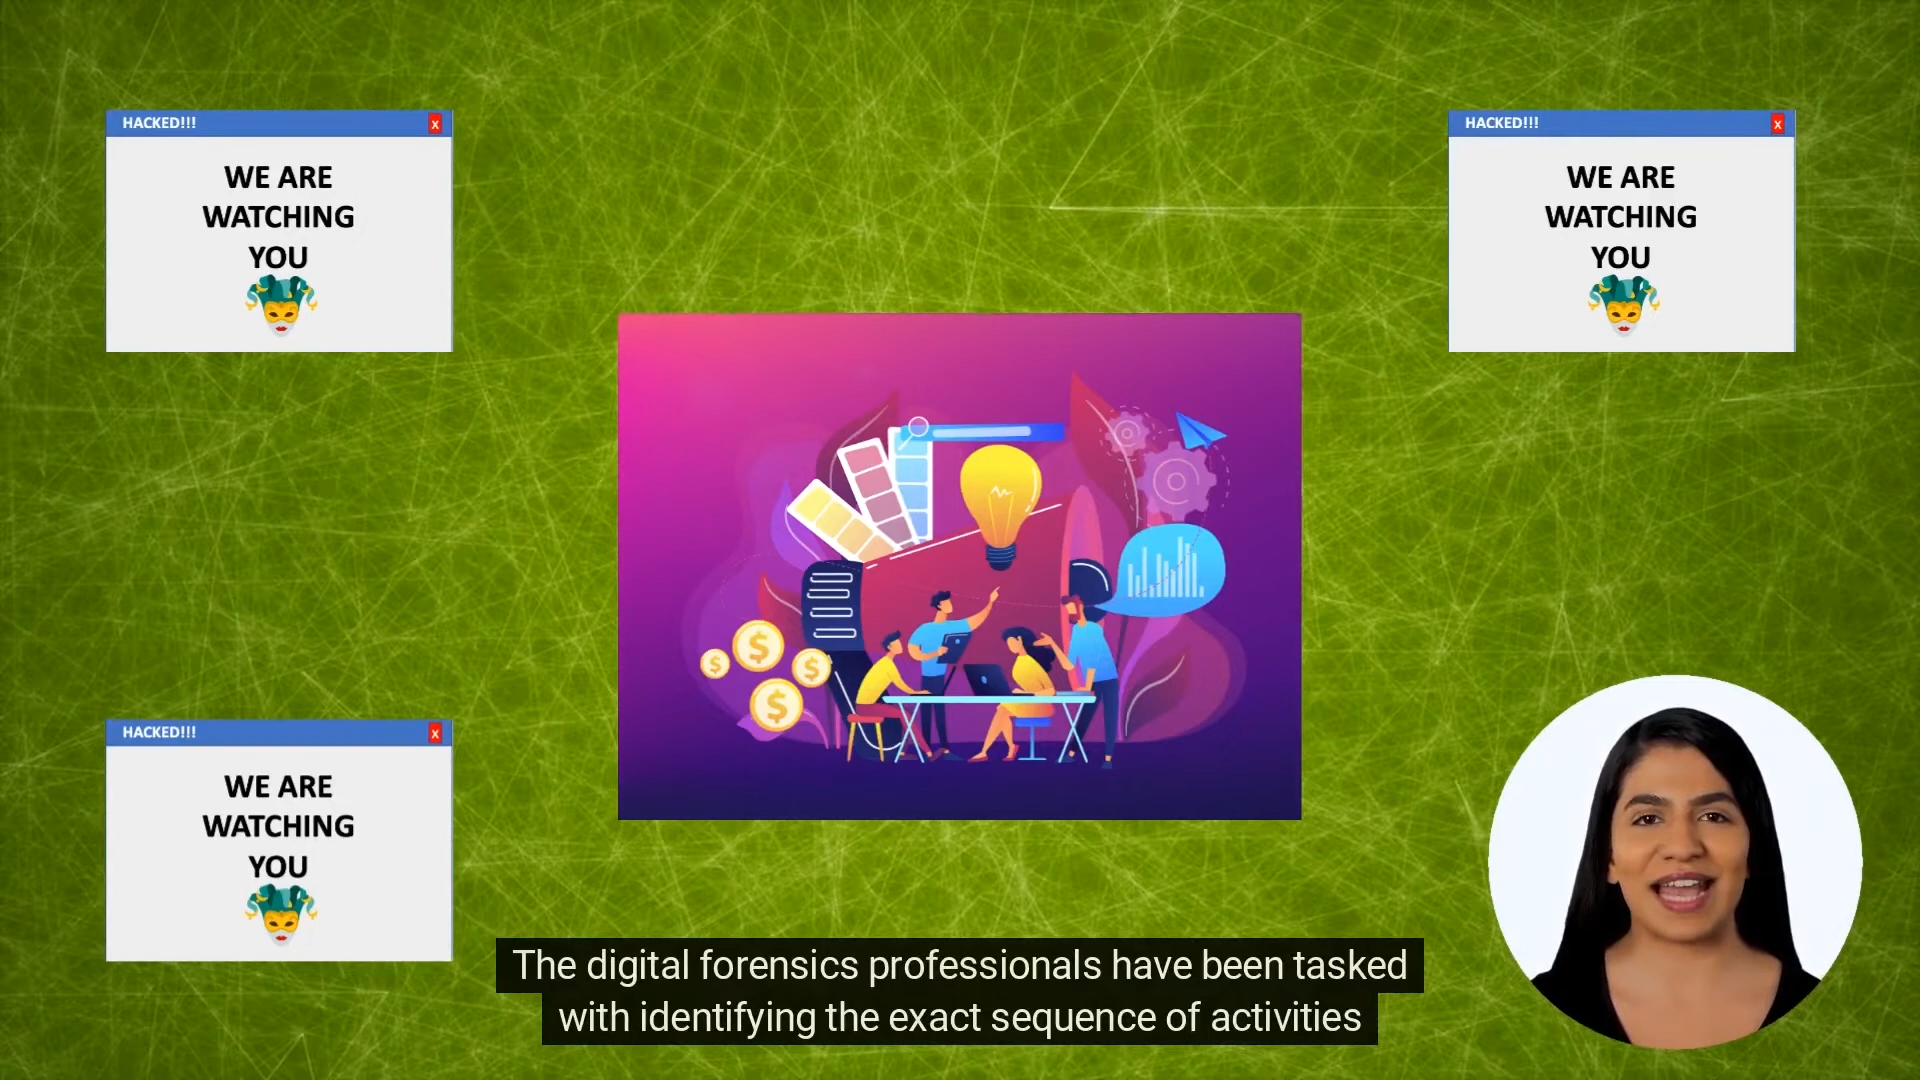 HACKED!!!
x
WE ARE
WATCHING
YOU
HACKED!!!
x
WE ARE
WATCHING
YOU
$
$
$
$
HACKED!!!
x
WE ARE
WATCHING
YOU
The digital forensics professionals have been tasked
with identifying the exact sequence of activities